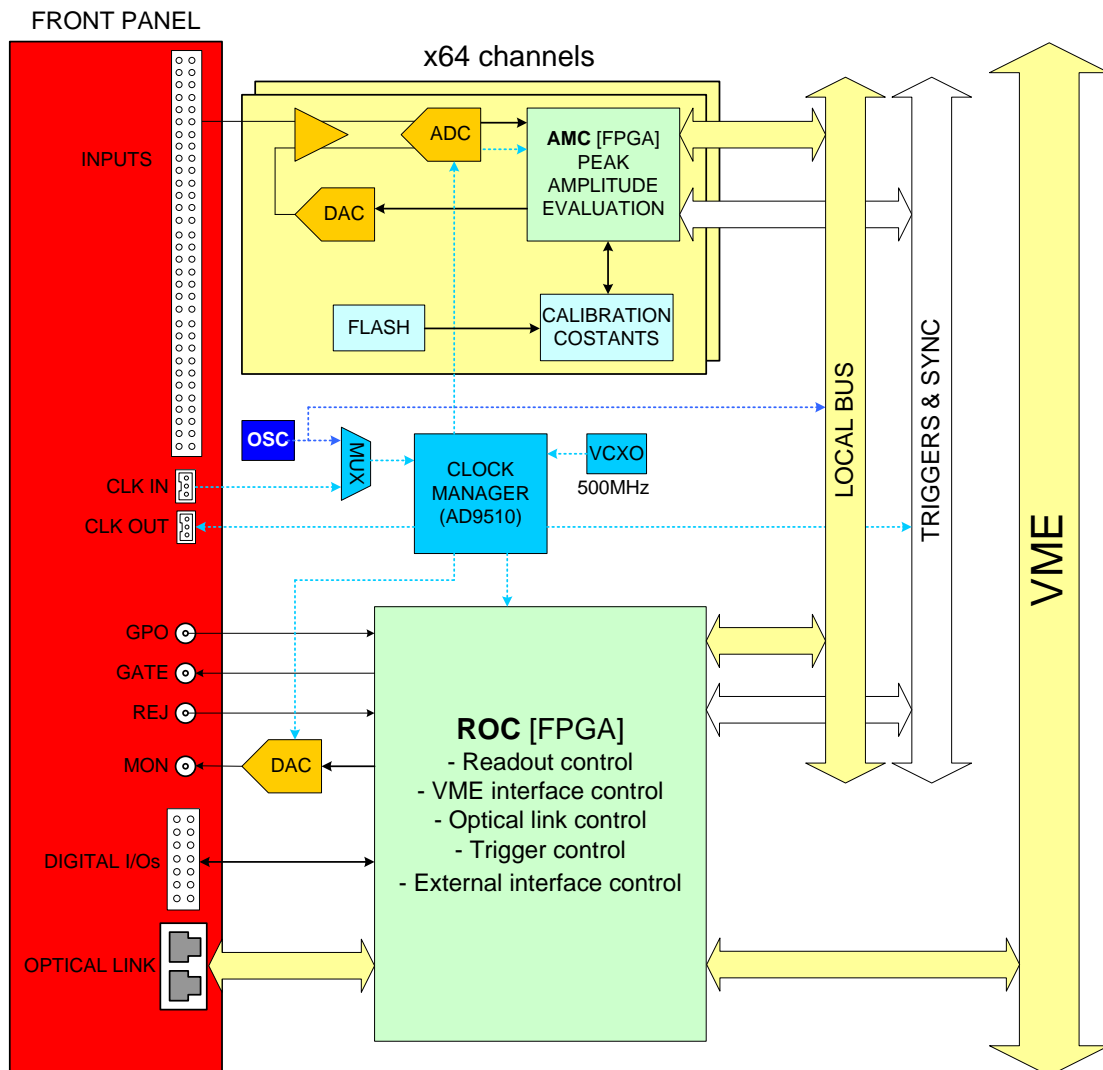 FRONT PANEL
x64 channels
INPUTS
ADC
AMC [FPGA]
PEAK
AMPLITUDE
EVALUATION
DAC
FLASH
CALIBRATION
COSTANTS
OSC
MUX
CLOCK
MANAGER
(AD9510)
VCXO
500MHz
CLK IN
CLK OUT
LOCAL BUS
TRIGGERS & SYNC
VME
GPO
GATE
REJ
MON
DAC
ROC [FPGA]
- Readout control
- VME interface control
- Optical link control
- Trigger control
- External interface control
DIGITAL I/Os
OPTICAL LINK